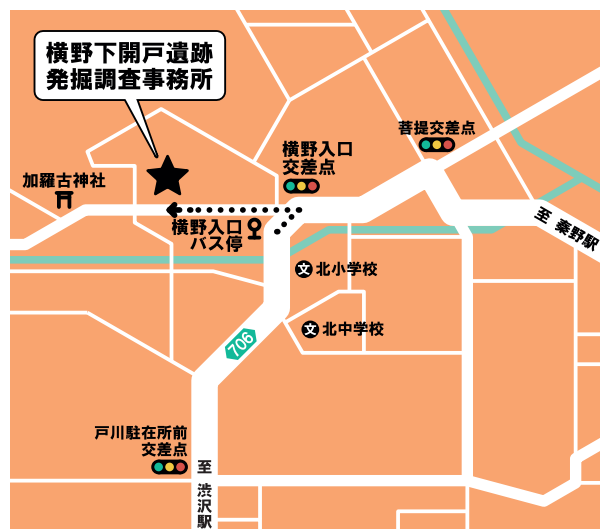 横野下開戸遺跡
発掘調査事務所
菩提交差点
横野入口
交差点
加羅古神社
横野入口
バス停
至 秦野駅
文 北小学校
文 北中学校
706
戸川駐在所前
交差点
至 渋沢駅